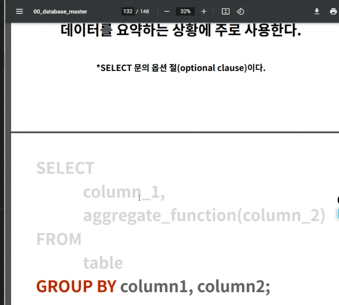 00_database_master
132 / 148
32%
데이터를 요약하는 상황에 주로 사용한다.
*SELECT 문의 옵션 절(optional clause)이다.
SELECT
column_1,
aggregate_function(column_2)
FROM
table
GROUP BY column1, column2;